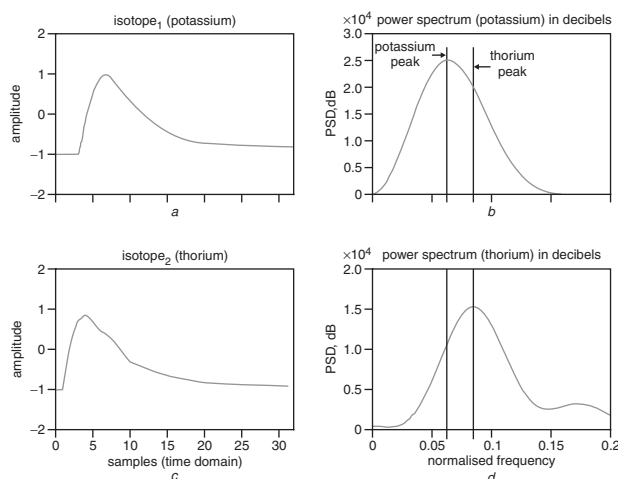 isotope1 (potassium)
2
1
0
−1
−2
amplitude
a
×10⁴ power spectrum (potassium) in decibels
potassium peak
thorium peak
3.0
2.5
2.0
1.5
1.0
0.5
0
PSD,dB
b
isotope2 (thorium)
2
1
0
−1
−2
amplitude
0 5 10 15 20 25 30
samples (time domain)
c
×10⁴ power spectrum (thorium) in decibels
2.0
1.5
1.0
0.5
0
PSD, dB
0 0.05 0.1 0.15 0.2
normalised frequency
d